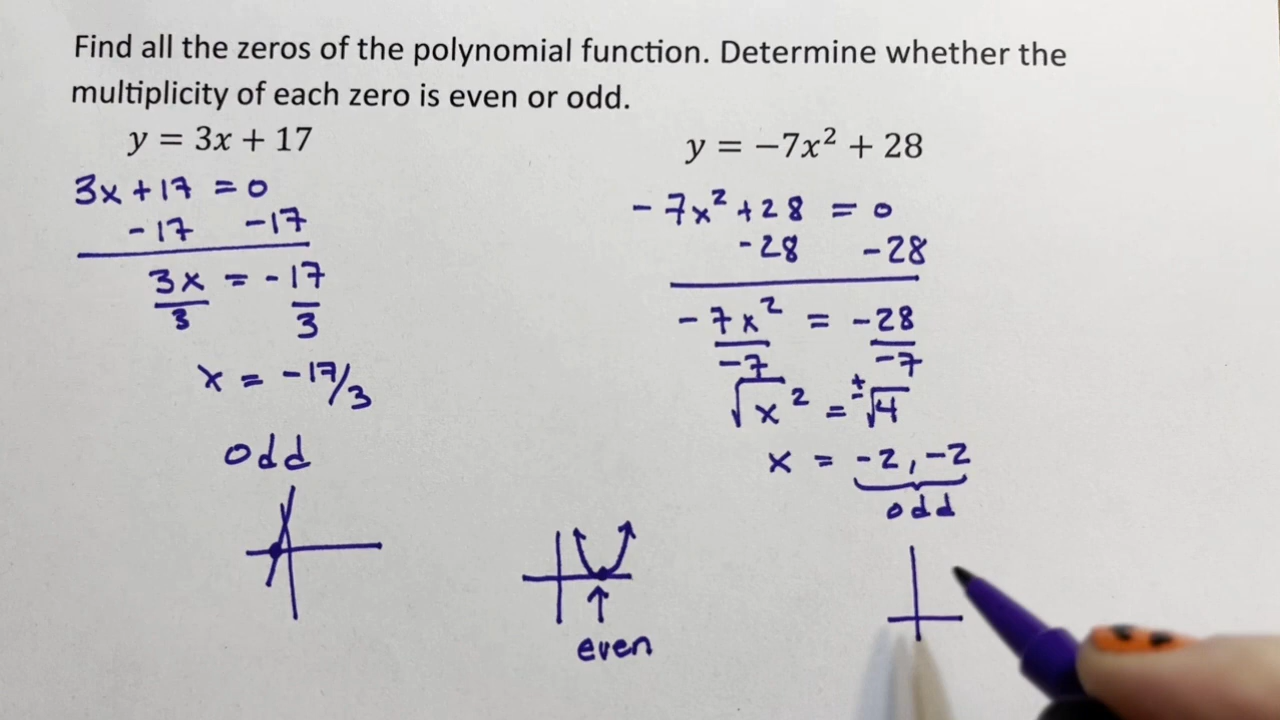 Find all the zeros of the polynomial function. Determine whether the
multiplicity of each zero is even or odd.
y = 3x + 17
3x + 17 = 0
-17 -17
3x = -17
3 3
x = -17/3
odd
y = −7x² + 28
-7x² + 28 = 0
-28 -28
-7x² = -28
-7 -7
√x² = ±√4
x = -2, -2
odd
even